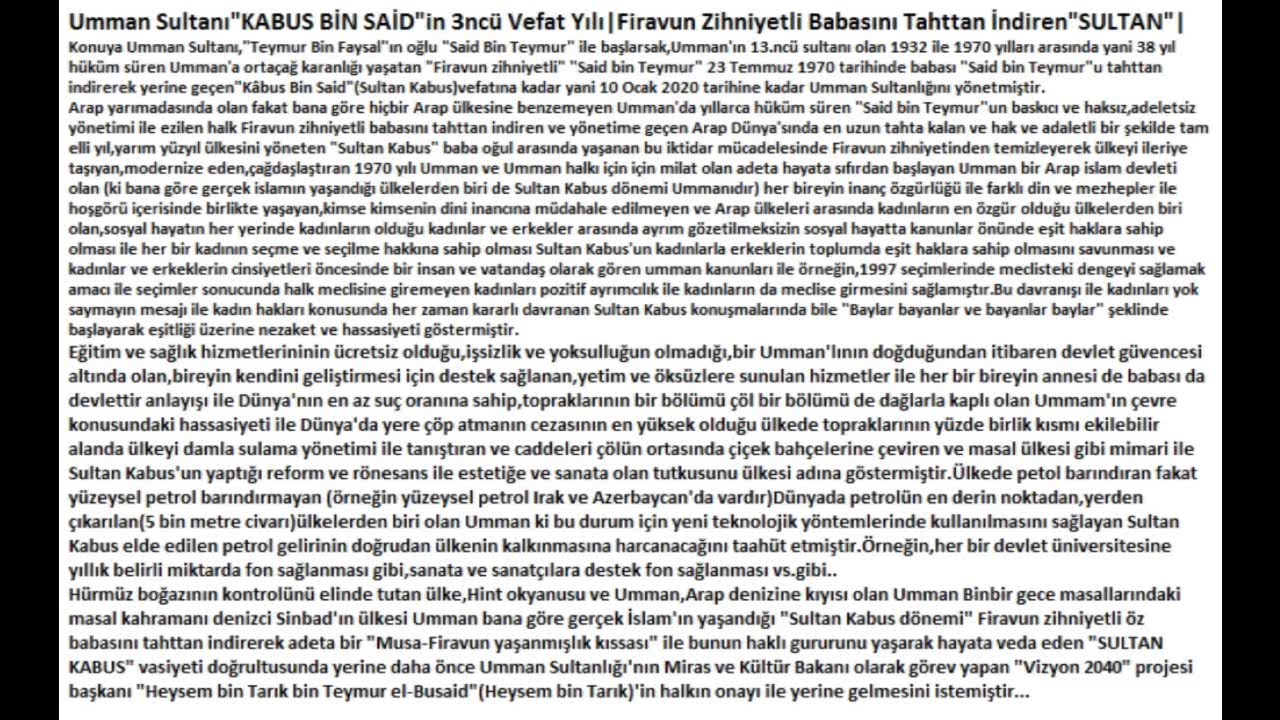 Umman Sultanı"KABUS BİN SAİD"in 3ncü Vefat Yılı|Firavun Zihniyetli Babasını Tahttan İndiren"SULTAN"|
Konuya Umman Sultanı,"Teymur Bin Faysal"ın oğlu "Said Bin Teymur" ile başlarsak,Umman'ın 13.ncü sultanı olan 1932 ile 1970 yılları arasında yani 38 yıl
hüküm süren Umman'a ortaçağ karanlığı yaşatan "Firavun zihniyetli" "Said bin Teymur" 23 Temmuz 1970 tarihinde babası "Said bin Teymur"u tahttan
indirerek yerine geçen"Kâbus Bin Said"(Sultan Kabus)vefatına kadar yani 10 Ocak 2020 tarihine kadar Umman Sultanlığını yönetmiştir.
Arap yarımadasında olan fakat bana göre hiçbir Arap ülkesine benzemeyen Umman'da yıllarca hüküm süren "Said bin Teymur"un baskıcı ve haksız,adeletsiz
yönetimi ile ezilen halk Firavun zihniyetli babasını tahttan indiren ve yönetime geçen Arap Dünya'sında en uzun tahta kalan ve hak ve adaletli bir şekilde tam
elli yıl,yarım yüzyıl ülkesini yöneten "Sultan Kabus" baba oğul arasında yaşanan bu iktidar mücadelesinde Firavun zihniyetinden temizleyerek ülkeyi ileriye
taşıyan,modernize eden,çağdaşlaştıran 1970 yılı Umman ve Umman halkı için için milat olan adeta hayata sıfırdan başlayan Umman bir Arap islam devleti
olan (ki bana göre gerçek islamın yaşandığı ülkelerden biri de Sultan Kabus dönemi Ummanıdır) her bireyin inanç özgürlüğü ile farklı din ve mezhepler ile
hoşgörü içerisinde birlikte yaşayan,kimse kimsenin dini inancına müdahale edilmeyen ve Arap ülkeleri arasında kadınların en özgür olduğu ülkelerden biri
olan,sosyal hayatın her yerinde kadınların olduğu kadınlar ve erkekler arasında ayrım gözetilmeksizin sosyal hayatta kanunlar önünde eşit haklara sahip
olması ile her bir kadının seçme ve seçilme hakkına sahip olması Sultan Kabus'un kadınlarla erkeklerin toplumda eşit haklara sahip olmasını savunması ve
kadınlar ve erkeklerin cinsiyetleri öncesinde bir insan ve vatandaş olarak gören umman kanunları ile örneğin,1997 seçimlerinde meclisteki dengeyi sağlamak
amacı ile seçimler sonucunda halk meclisine giremeyen kadınları pozitif ayrımcılık ile kadınların da meclise girmesini sağlamıştır.Bu davranışı ile kadınları yok
saymayın mesajı ile kadın hakları konusunda her zaman kararlı davranan Sultan Kabus konuşmalarında bile "Baylar bayanlar ve bayanlar baylar" şeklinde
başlayarak eşitliği üzerine nezaket ve hassasiyeti göstermiştir.
Eğitim ve sağlık hizmetlerininin ücretsiz olduğu,işsizlik ve yoksulluğun olmadığı,bir Umman'lının doğduğundan itibaren devlet güvencesi
altında olan,bireyin kendini geliştirmesi için destek sağlanan,yetim ve öksüzlere sunulan hizmetler ile her bir bireyin annesi de babası da
devlettir anlayışı ile Dünya'nın en az suç oranına sahip,topraklarının bir bölümü çöl bir bölümü de dağlarla kaplı olan Ummam'ın çevre
konusundaki hassasiyeti ile Dünya'da yere çöp atmanın cezasının en yüksek olduğu ülkede topraklarının yüzde birlik kısmı ekilebilir
alanda ülkeyi damla sulama yönetimi ile tanıştıran ve caddeleri çölün ortasında çiçek bahçelerine çeviren ve masal ülkesi gibi mimari ile
Sultan Kabus'un yaptığı reform ve rönesans ile estetiğe ve sanata olan tutkusunu ülkesi adına göstermiştir.Ülkede petol barındıran fakat
yüzeysel petrol barındırmayan (örneğin yüzeysel petrol Irak ve Azerbaycan'da vardır)Dünyada petrolün en derin noktadan,yerden
çıkarılan(5 bin metre civarı)ülkelerden biri olan Umman ki bu durum için yeni teknolojik yöntemlerinde kullanılmasını sağlayan Sultan
Kabus elde edilen petrol gelirinin doğrudan ülkenin kalkınmasına harcanacağını taahüt etmiştir.Örneğin,her bir devlet üniversitesine
yıllık belirli miktarda fon sağlanması gibi,sanata ve sanatçılara destek fon sağlanması vs.gibi..
Hürmüz boğazının kontrolünü elinde tutan ülke,Hint okyanusu ve Umman,Arap denizine kıyısı olan Umman Binbir gece masallarındaki
masal kahramanı denizci Sinbad'ın ülkesi Umman bana göre gerçek İslam'ın yaşandığı "Sultan Kabus dönemi" Firavun zihniyetli öz
babasını tahttan indirerek adeta bir "Musa-Firavun yaşanmışlık kıssası" ile bunun haklı gururunu yaşarak hayata veda eden "SULTAN
KABUS" vasiyeti doğrultusunda yerine daha önce Umman Sultanlığı'nın Miras ve Kültür Bakanı olarak görev yapan "Vizyon 2040" projesi
başkanı "Heysem bin Tarık bin Teymur el-Busaid"(Heysem bin Tarık)'in halkın onayı ile yerine gelmesini istemiştir...